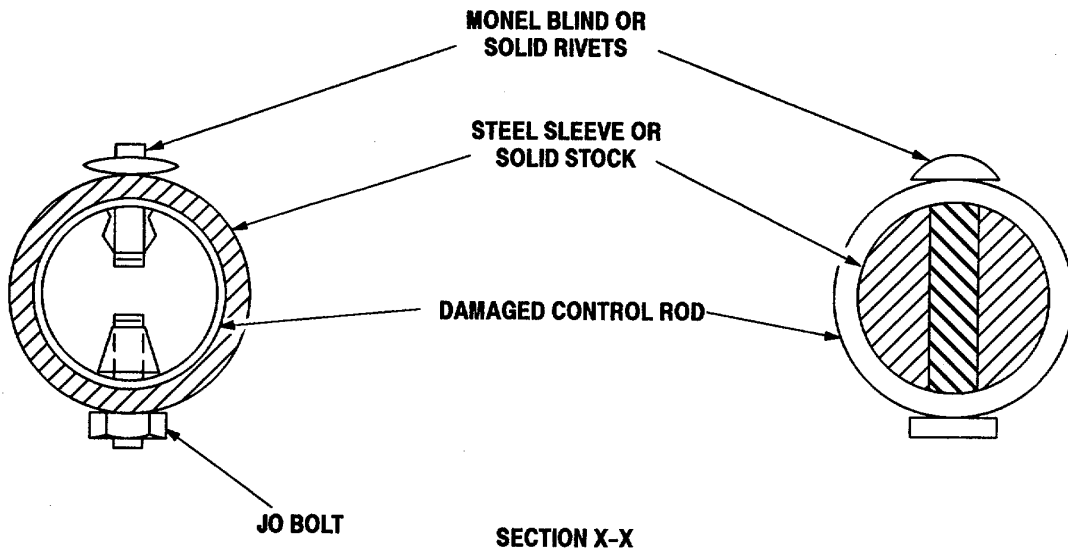 MONEL BLIND OR
SOLID RIVETS
STEEL SLEEVE OR
SOLID STOCK
DAMAGED CONTROL ROD
JO BOLT
SECTION X-X